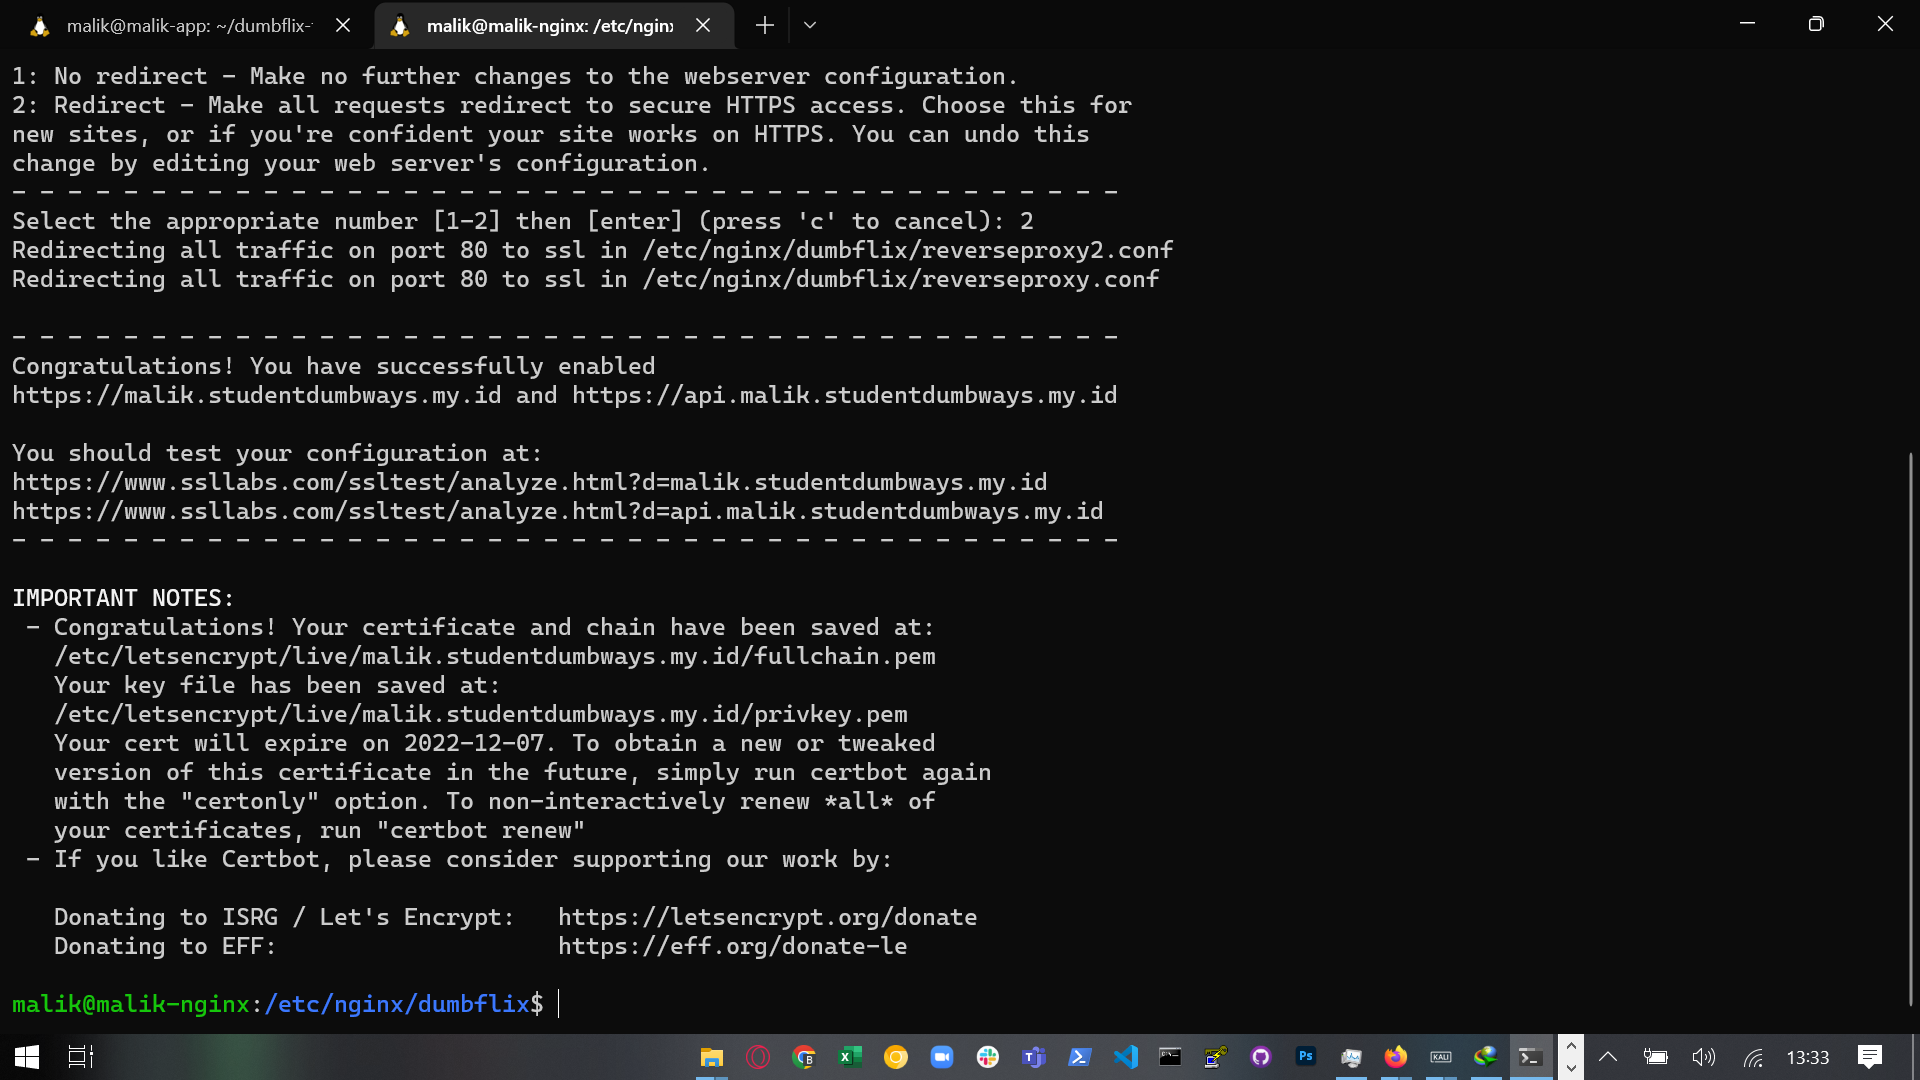 malik@malik-app: ~/dumbflix-
malik@malik-nginx: /etc/nginx
1: No redirect - Make no further changes to the webserver configuration.
2: Redirect - Make all requests redirect to secure HTTPS access. Choose this for
new sites, or if you're confident your site works on HTTPS. You can undo this
change by editing your web server's configuration.
- - - - - - - - - - - - - - - - - - - - - - - - - - - - - - - - - - - - - - - -
Select the appropriate number [1-2] then [enter] (press 'c' to cancel): 2
Redirecting all traffic on port 80 to ssl in /etc/nginx/dumbflix/reverseproxy2.conf
Redirecting all traffic on port 80 to ssl in /etc/nginx/dumbflix/reverseproxy.conf
- - - - - - - - - - - - - - - - - - - - - - - - - - - - - - - - - - - - - - - -
Congratulations! You have successfully enabled
https://malik.studentdumbways.my.id and https://api.malik.studentdumbways.my.id
You should test your configuration at:
https://www.ssllabs.com/ssltest/analyze.html?d=malik.studentdumbways.my.id
https://www.ssllabs.com/ssltest/analyze.html?d=api.malik.studentdumbways.my.id
- - - - - - - - - - - - - - - - - - - - - - - - - - - - - - - - - - - - - - - -
IMPORTANT NOTES:
- Congratulations! Your certificate and chain have been saved at:
/etc/letsencrypt/live/malik.studentdumbways.my.id/fullchain.pem
Your key file has been saved at:
/etc/letsencrypt/live/malik.studentdumbways.my.id/privkey.pem
Your cert will expire on 2022-12-07. To obtain a new or tweaked
version of this certificate in the future, simply run certbot again
with the "certonly" option. To non-interactively renew *all* of
your certificates, run "certbot renew"
- If you like Certbot, please consider supporting our work by:
Donating to ISRG / Let's Encrypt: https://letsencrypt.org/donate
Donating to EFF: https://eff.org/donate-le
malik@malik-nginx:/etc/nginx/dumbflix$
13:33